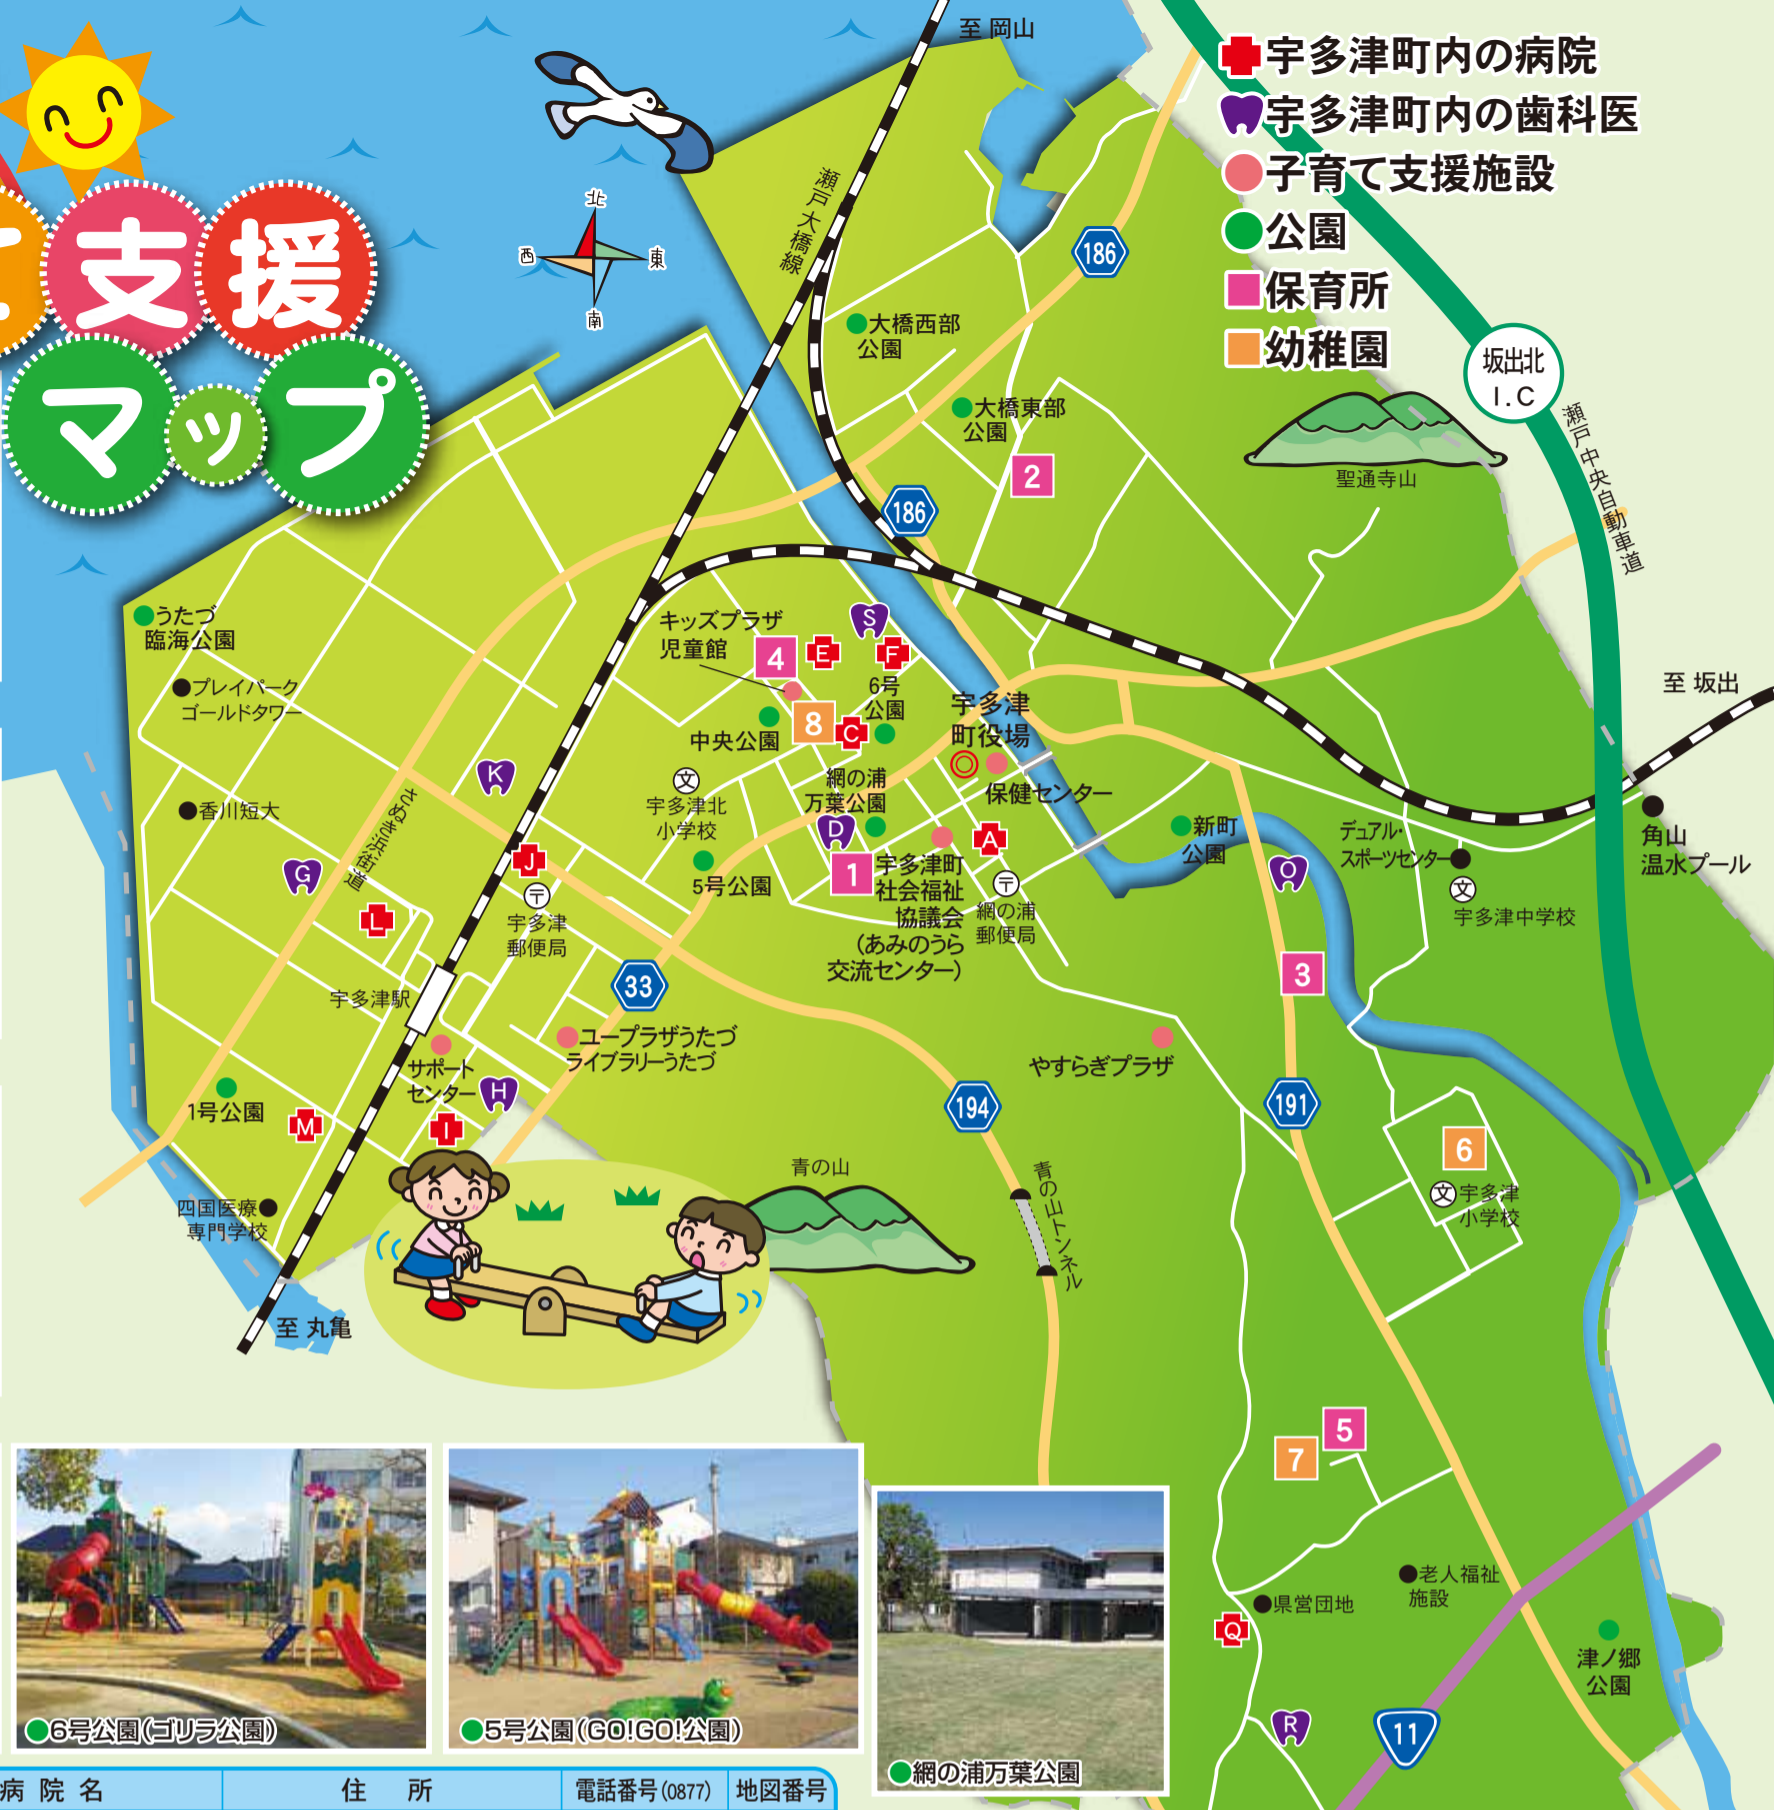 て支援
マップ
宇多津町内の病院
宇多津町内の歯科医
子育て支援施設
公園
保育所
幼稚園
至 岡山
瀬戸大橋線
北
西
東
南
186
大橋西部
公園
大橋東部
公園
2
186
坂出北
I.C
瀬戸中央自動車道
聖通寺山
うたづ
臨海公園
プレイパーク
ゴールドタワー
香川短大
さぬき浜街道
キッズプラザ
児童館
4
E
S
F
6号
公園
8
C
中央公園
宇多津
町役場
保健センター
至 坂出
K
文
宇多津北
小学校
網の浦
万葉公園
D
1
5号公園
宇多津町
社会福祉
協議会
(あみのうら
交流センター)
A
〒
網の浦
郵便局
新町
公園
O
デュアル・
スポーツセンター
文
宇多津中学校
角山
温水プール
G
L
J
〒
宇多津
郵便局
宇多津駅
33
3
ユープラザうたづ
ライブラリーうたづ
サポート
センター
H
I
1号公園
M
やすらぎプラザ
194
191
青の山
青の山トンネル
6
文
宇多津
小学校
四国医療
専門学校
至 丸亀
5
7
老人福祉
施設
県営団地
Q
津ノ郷
公園
R
11
6号公園(ゴリラ公園)
5号公園(GO!GO!公園)
網の浦万葉公園
病 院 名
住 所
電話番号(0877)
地図番号